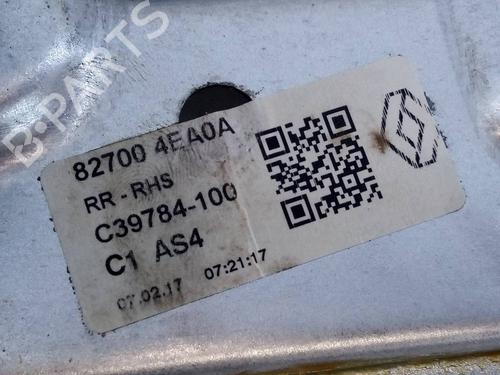 B-PARTS
82700 4EA0A
RR - RHS
C39784-100
C1 AS4
07.02.17 07:21:17